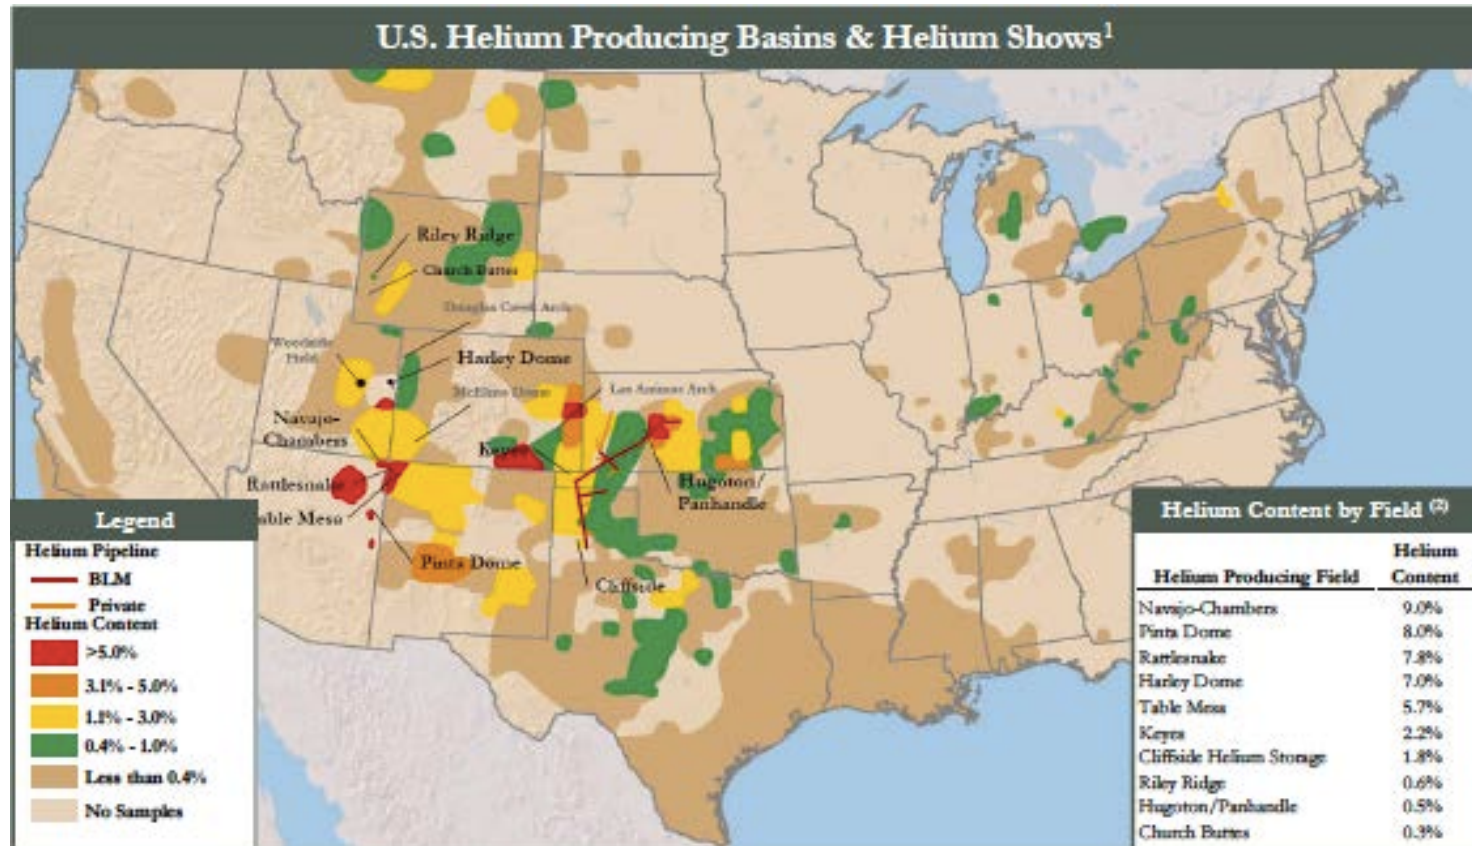 U.S. Helium Producing Basins & Helium Shows1
Riley Ridge
Church Buttes
Douglas Creek Arch
Woodside
Field
Harley Dome
McElmo Dome
Las Animas Arch
Navajo-
Chambers
Keyes
Rattlesnake
Hugoton/
Panhandle
able Mesa
Pinta Dome
Cliffside
Legend
Helium Pipeline
BLM
Private
Helium Content
>5.0%
3.1% - 5.0%
1.1% - 3.0%
0.4% - 1.0%
Less than 0.4%
No Samples
Helium Content by Field (2)
Helium Producing Field Helium Content
Navajo-Chambers 9.0%
Pinta Dome 8.0%
Rattlesnake 7.8%
Harley Dome 7.0%
Table Mesa 5.7%
Keyes 2.2%
Cliffside Helium Storage 1.8%
Riley Ridge 0.6%
Hugoton/Panhandle 0.5%
Church Buttes 0.3%